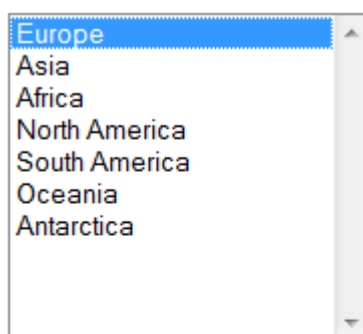 Europe
Asia
Africa
North America
South America
Oceania
Antarctica